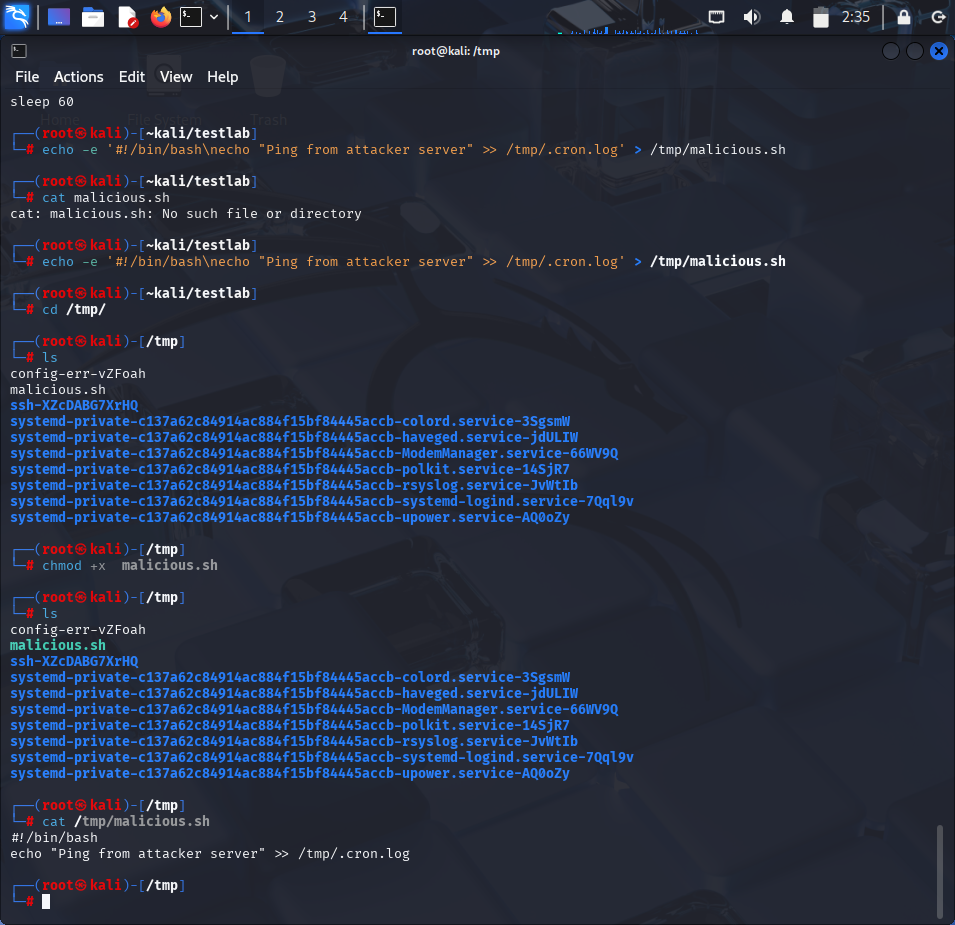 1 2 3 4 2:35
root@kali: /tmp
File Actions Edit View Help
sleep 60
Home File System Trash
┌──(root㉿kali)-[~kali/testlab]
└─# echo -e '#!/bin/bash\necho "Ping from attacker server" >> /tmp/.cron.log' > /tmp/malicious.sh
┌──(root㉿kali)-[~kali/testlab]
└─# cat malicious.sh
cat: malicious.sh: No such file or directory
┌──(root㉿kali)-[~kali/testlab]
└─# echo -e '#!/bin/bash\necho "Ping from attacker server" >> /tmp/.cron.log' > /tmp/malicious.sh
┌──(root㉿kali)-[~kali/testlab]
└─# cd /tmp/
┌──(root㉿kali)-[/tmp]
└─# ls
config-err-vZFoah
malicious.sh
ssh-XZcDABG7XrHQ
systemd-private-c137a62c84914ac884f15bf84445accb-colord.service-3SgsmW
systemd-private-c137a62c84914ac884f15bf84445accb-haveged.service-jdULIW
systemd-private-c137a62c84914ac884f15bf84445accb-ModemManager.service-66WV9Q
systemd-private-c137a62c84914ac884f15bf84445accb-polkit.service-14SjR7
systemd-private-c137a62c84914ac884f15bf84445accb-rsyslog.service-JvWtIb
systemd-private-c137a62c84914ac884f15bf84445accb-systemd-logind.service-7Qql9v
systemd-private-c137a62c84914ac884f15bf84445accb-upower.service-AQ0oZy
┌──(root㉿kali)-[/tmp]
└─# chmod +x  malicious.sh
┌──(root㉿kali)-[/tmp]
└─# ls
config-err-vZFoah
malicious.sh
ssh-XZcDABG7XrHQ
systemd-private-c137a62c84914ac884f15bf84445accb-colord.service-3SgsmW
systemd-private-c137a62c84914ac884f15bf84445accb-haveged.service-jdULIW
systemd-private-c137a62c84914ac884f15bf84445accb-ModemManager.service-66WV9Q
systemd-private-c137a62c84914ac884f15bf84445accb-polkit.service-14SjR7
systemd-private-c137a62c84914ac884f15bf84445accb-rsyslog.service-JvWtIb
systemd-private-c137a62c84914ac884f15bf84445accb-systemd-logind.service-7Qql9v
systemd-private-c137a62c84914ac884f15bf84445accb-upower.service-AQ0oZy
┌──(root㉿kali)-[/tmp]
└─# cat /tmp/malicious.sh
#!/bin/bash
echo "Ping from attacker server" >> /tmp/.cron.log
┌──(root㉿kali)-[/tmp]
└─#